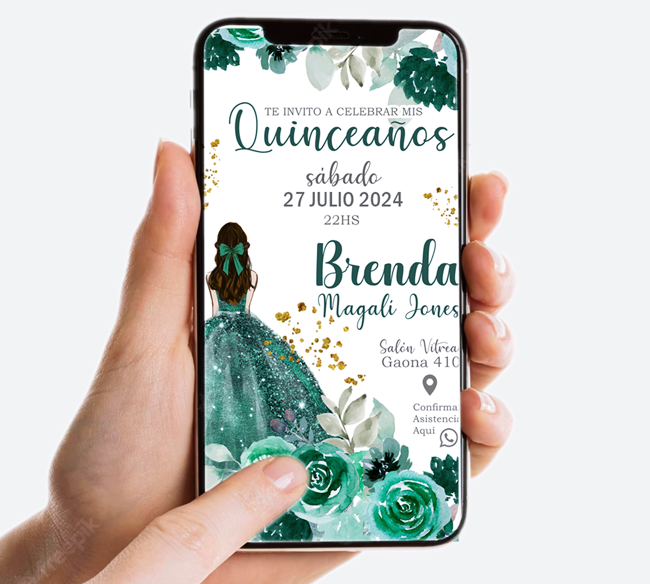 TE INVITO A CELEBRAR MIS
Quinceaños
sábado
27 JULIO 2024
22HS
Brenda
Magali Jones
Salón Vitrea
Gaona 410
Confirma
Asistencia
Aquí